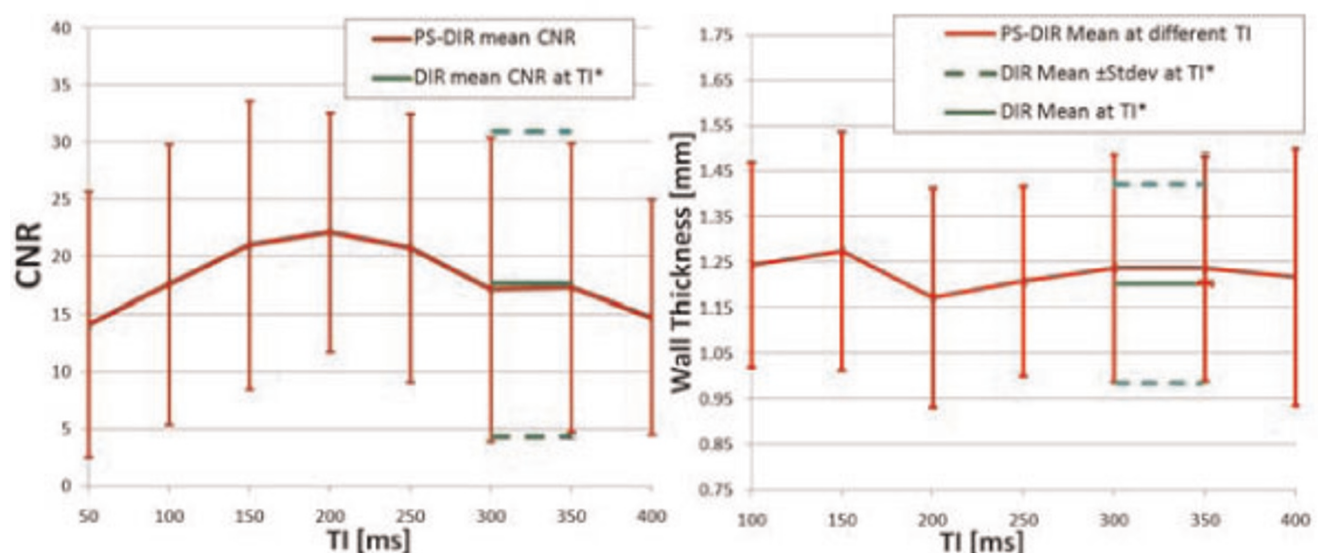 40
35
30
25
20
15
10
5
0
CNR
PS-DIR mean CNR
DIR mean CNR at TI*
50 100 150 200 250 300 350 400
TI [ms]
1.75
1.65
1.55
1.45
1.35
1.25
1.15
1.05
0.95
0.85
0.75
Wall Thickness [mm]
PS-DIR Mean at different TI
DIR Mean ±Stdev at TI*
DIR Mean at TI*
100 150 200 250 300 350 400
TI [ms]